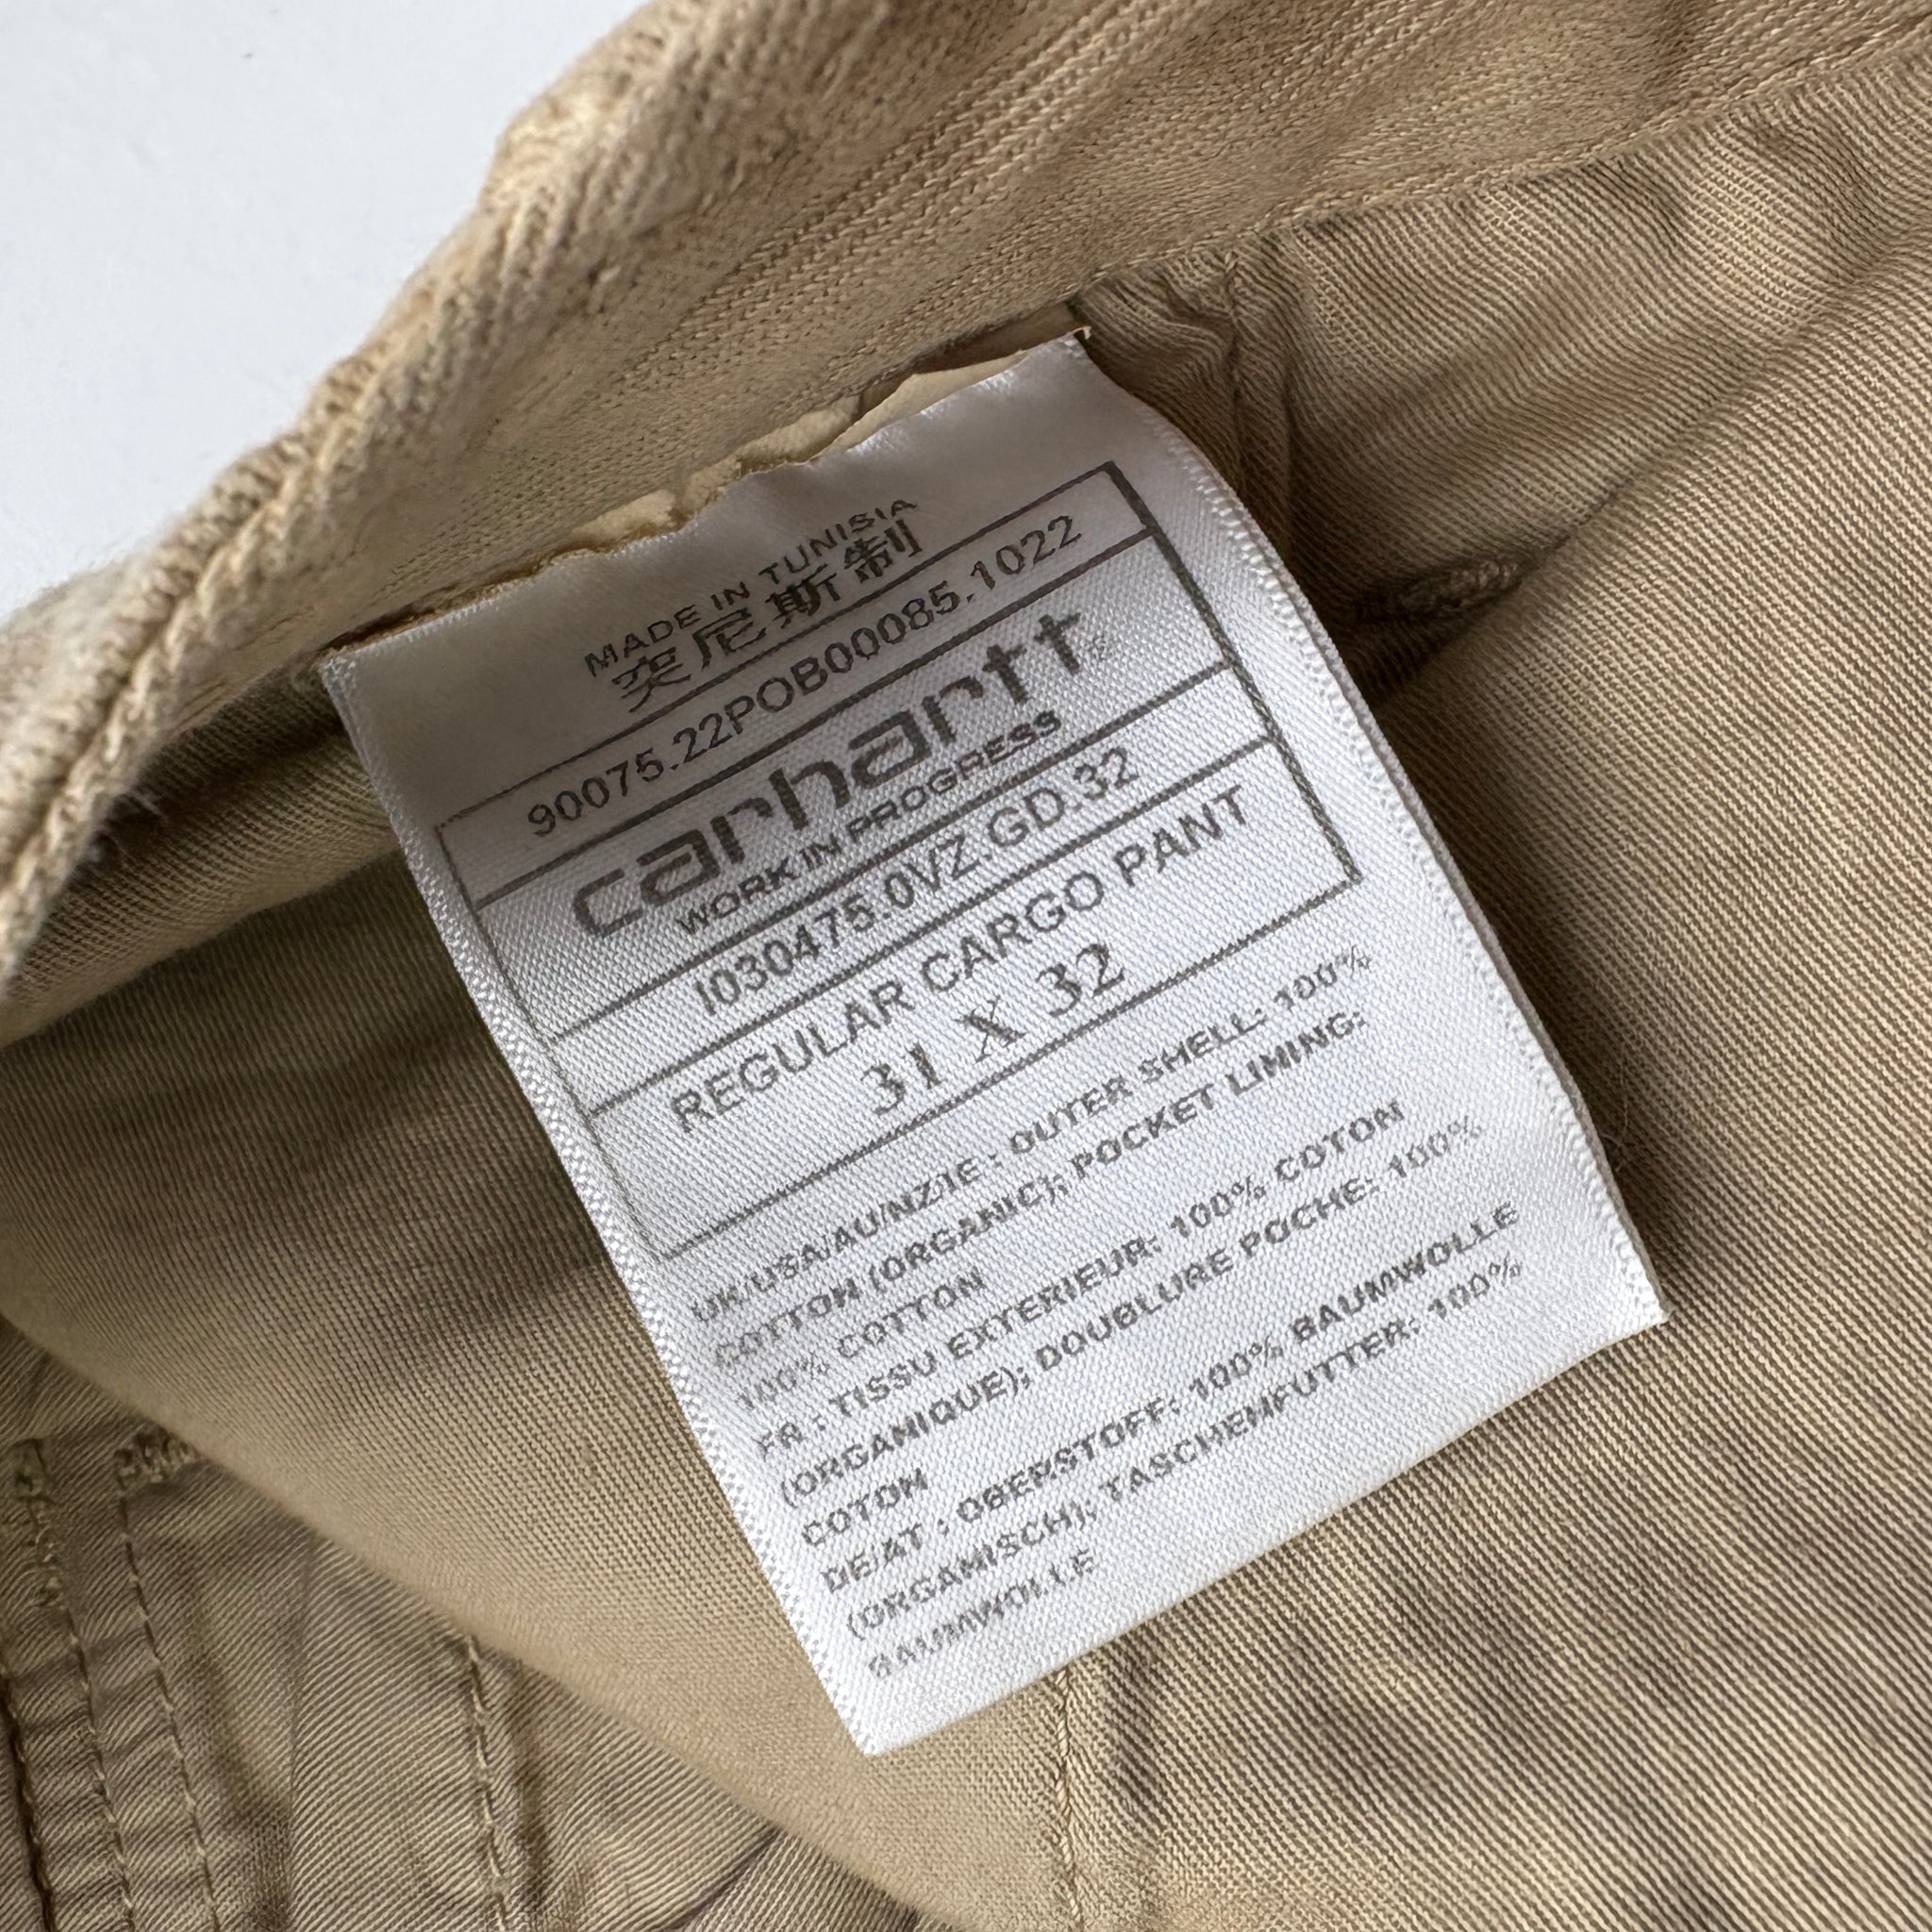 MADE IN TUNISIA
突尼斯制
90075.22POB00085.1022
carhartt
WORK IN PROGRESS
I030475.0VZ.GD.32
REGULAR CARGO PANT
31 X 32
UK/USA/AU/NZ/IE : OUTER SHELL: 100%
COTTON (ORGANIC); POCKET LINING:
100% COTTON
FR : TISSU EXTERIEUR: 100% COTON
(ORGANIQUE); DOUBLURE POCHE: 100%
COTON
DE/AT : OBERSTOFF: 100% BAUMWOLLE
(ORGANISCH); TASCHENFUTTER: 100%
BAUMWOLLE